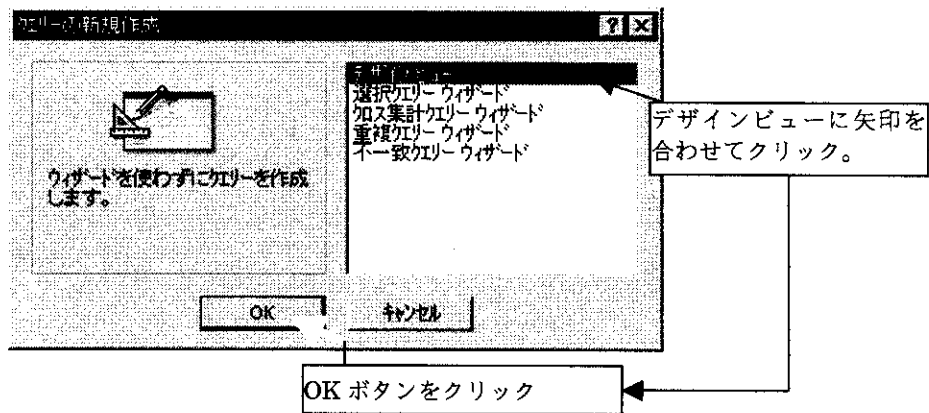 クエリーの新規作成
デザインビュー
選択クエリー ウィザード
クロス集計クエリー ウィザード
重複クエリー ウィザード
不一致クエリー ウィザード
ウィザードを使わずにクエリーを作成
します。
OK
キャンセル
デザインビューに矢印を
合わせてクリック。
OK ボタンをクリック